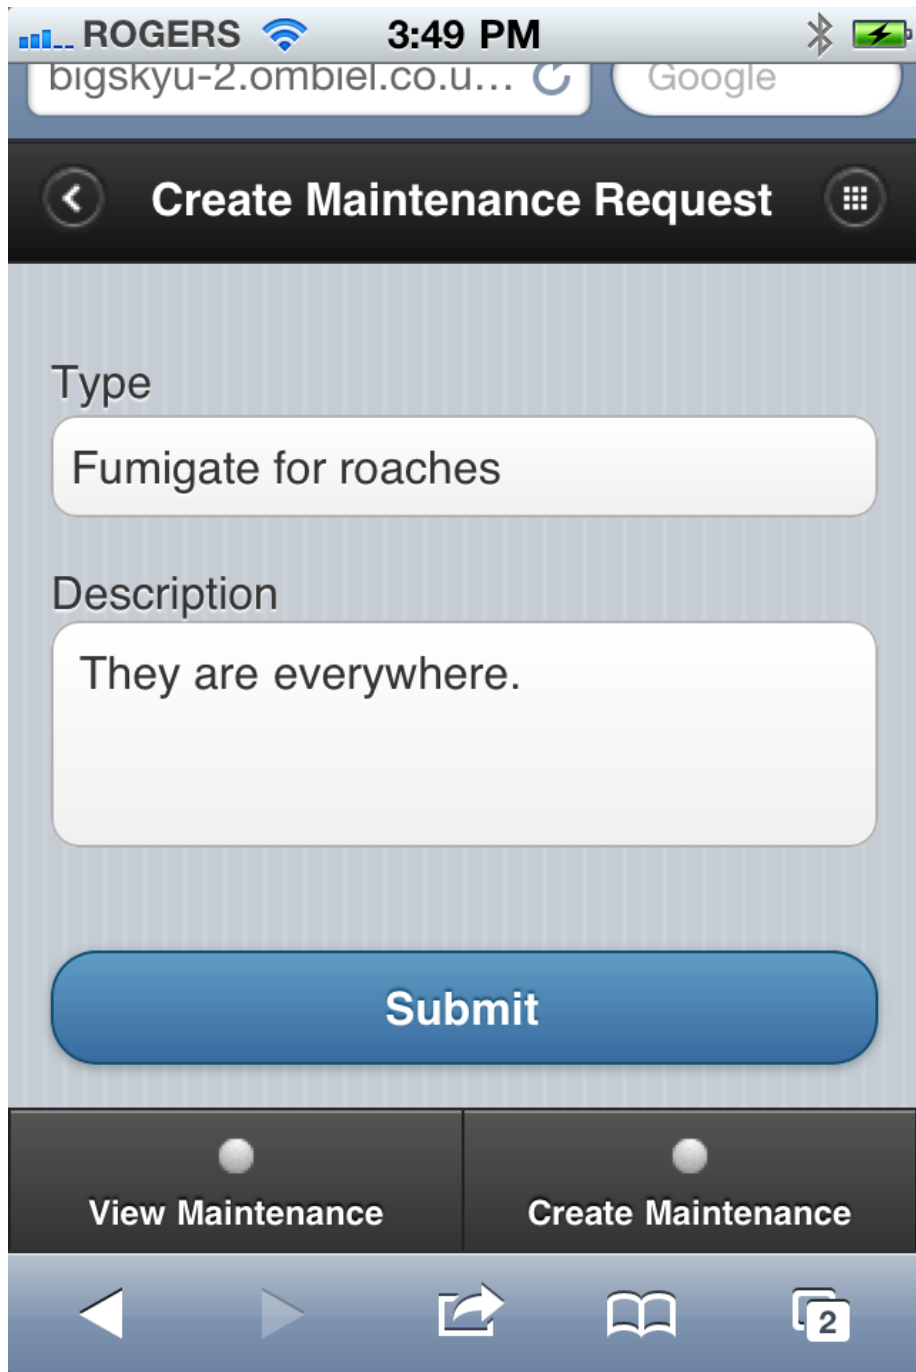 ROGERS 3:49 PM
bigskyu-2.ombiel.co.u... Google
Create Maintenance Request
Type
Fumigate for roaches
Description
They are everywhere.
Submit
View Maintenance Create Maintenance
2